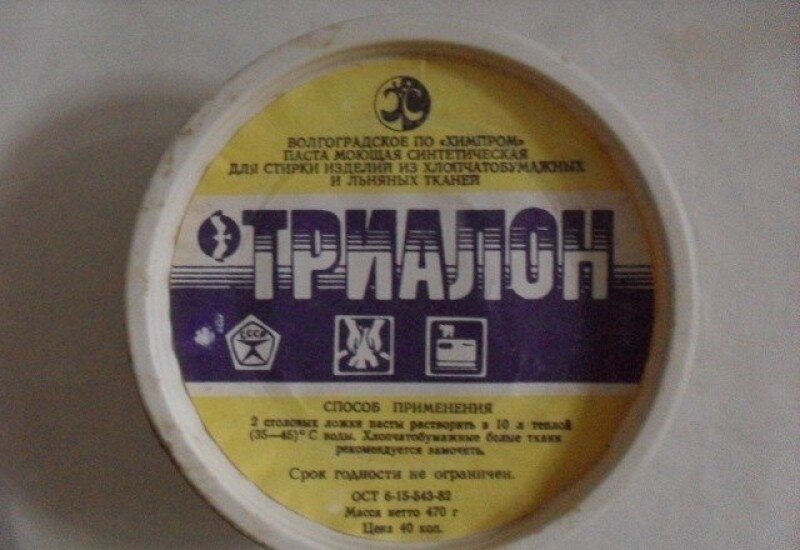 ВОЛГОГРАДСКОЕ ПО «ХИМПРОМ»
ПАСТА МОЮЩАЯ СИНТЕТИЧЕСКАЯ
ДЛЯ СТИРКИ ИЗДЕЛИЙ ИЗ ХЛОПЧАТОБУМАЖНЫХ
И ЛЬНЯНЫХ ТКАНЕЙ
ТРИАЛОН
СССР
СПОСОБ ПРИМЕНЕНИЯ
2 столовых ложки пасты растворять в 10 л теплой
(35—45)° С воды. Хлопчатобумажные белые ткани
рекомендуется замочить.
Срок годности не ограничен.
ОСТ 6-15-543-82
Масса нетто 470 г
Цена 40 коп.